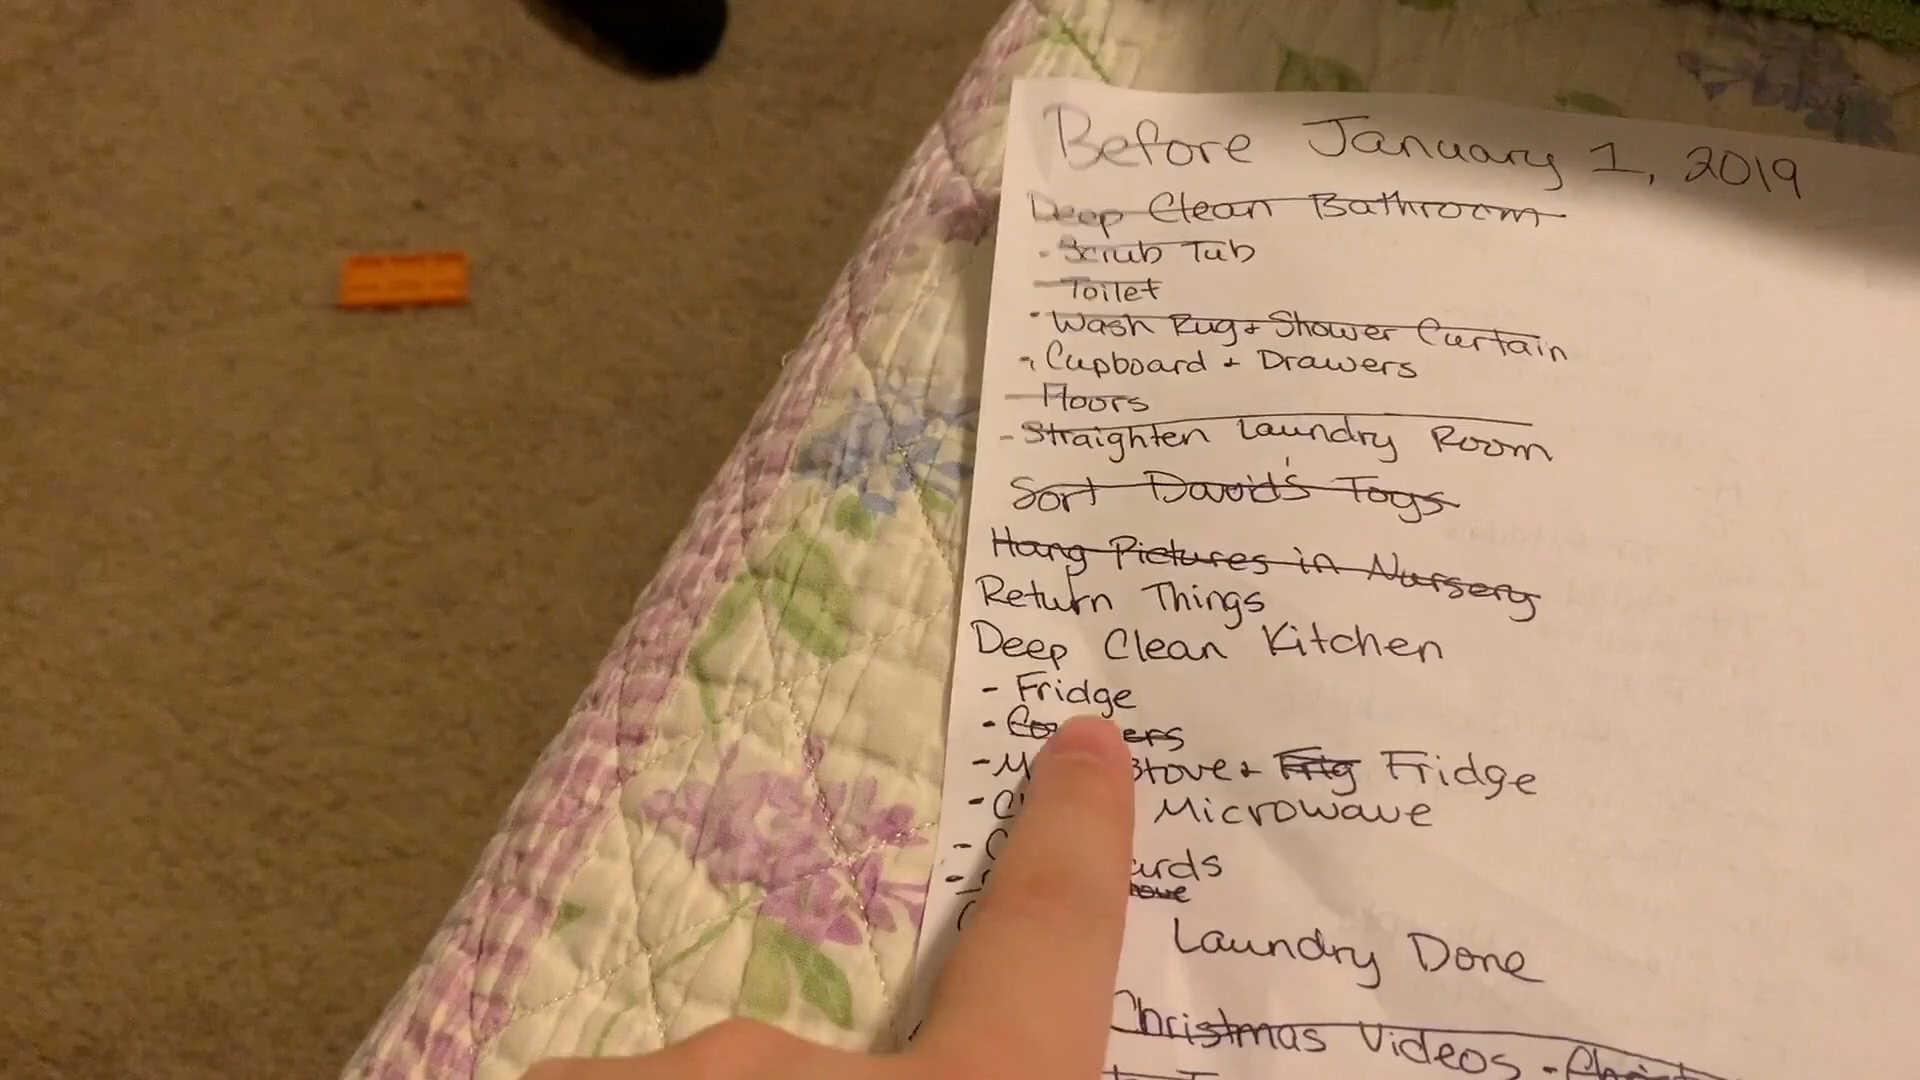 Before January 1, 2019
Deep Clean Bathroom
- Scrub Tub
- Toilet
- Wash Rug + Shower Curtain
- Cupboard + Drawers
- Floors
- Straighten Laundry Room
Sort David's Toys
Hang Pictures in Nursery
Return Things
Deep Clean Kitchen
- Fridge
-
- Stove + Frig Fridge
- Microwave
-
-
Laundry Done
Christmas Videos -